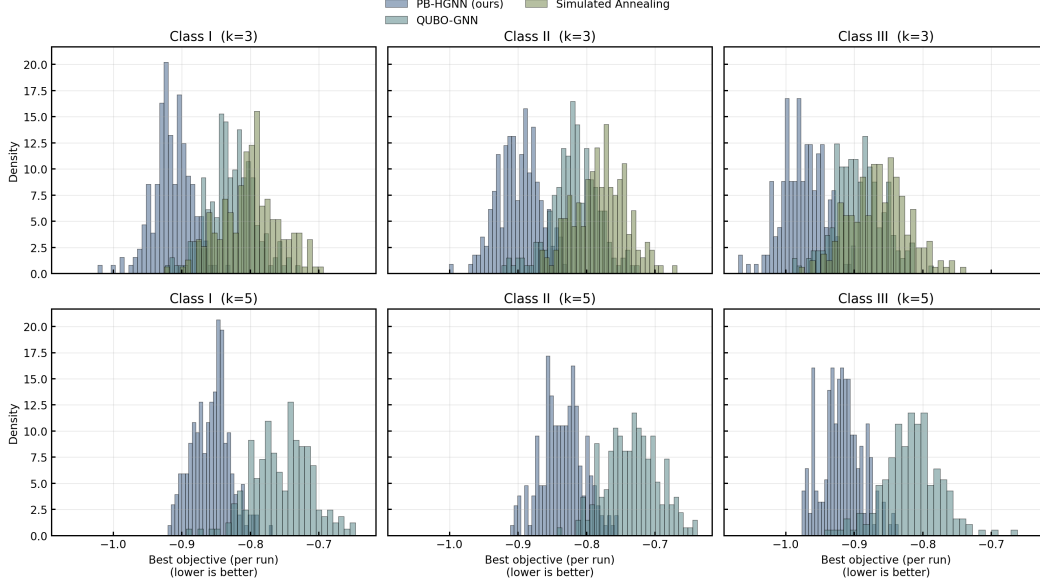 PB-HGNN (ours)
Simulated Annealing
QUBO-GNN
Class I (k=3)
Class II (k=3)
Class III (k=3)
20.0
17.5
15.0
12.5
10.0
7.5
5.0
2.5
0.0
Density
Class I (k=5)
Class II (k=5)
Class III (k=5)
20.0
17.5
15.0
12.5
10.0
7.5
5.0
2.5
0.0
Density
−1.0 −0.9 −0.8 −0.7
−1.0 −0.9 −0.8 −0.7
−1.0 −0.9 −0.8 −0.7
Best objective (per run)
(lower is better)
Best objective (per run)
(lower is better)
Best objective (per run)
(lower is better)